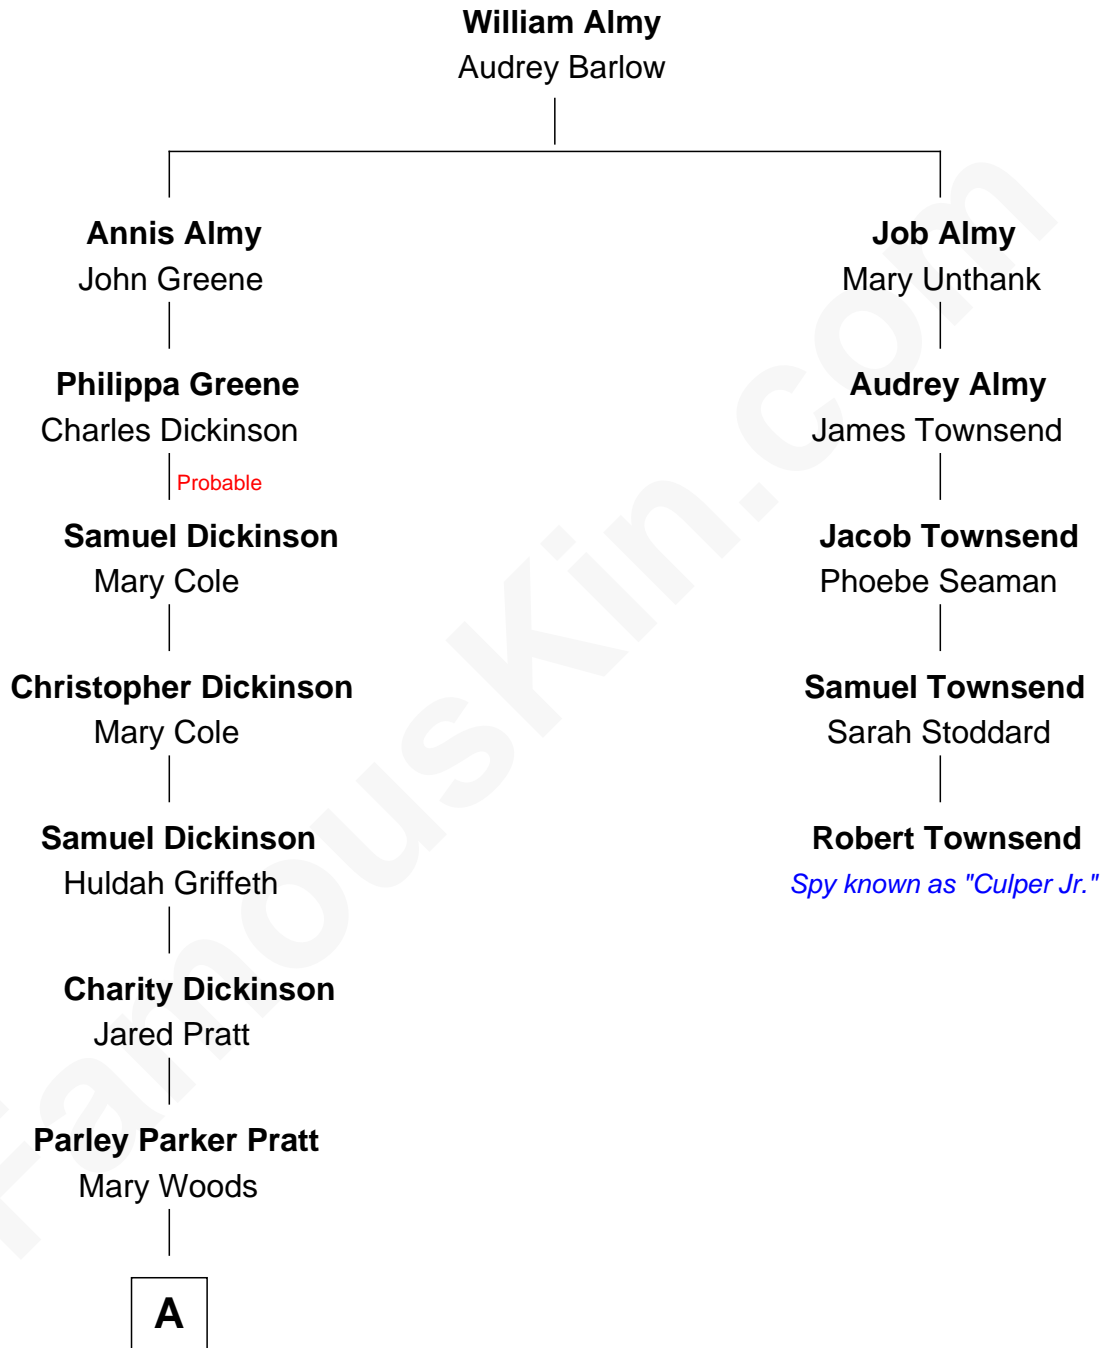 William Almy
Audrey Barlow
Annis Almy
John Greene
Philippa Greene
Charles Dickinson
Probable
Samuel Dickinson
Mary Cole
Christopher Dickinson
Mary Cole
Samuel Dickinson
Huldah Griffeth
Charity Dickinson
Jared Pratt
Parley Parker Pratt
Mary Woods
A
Job Almy
Mary Unthank
Audrey Almy
James Townsend
Jacob Townsend
Phoebe Seaman
Samuel Townsend
Sarah Stoddard
Robert Townsend
Spy known as "Culper Jr."
FamousKin.com